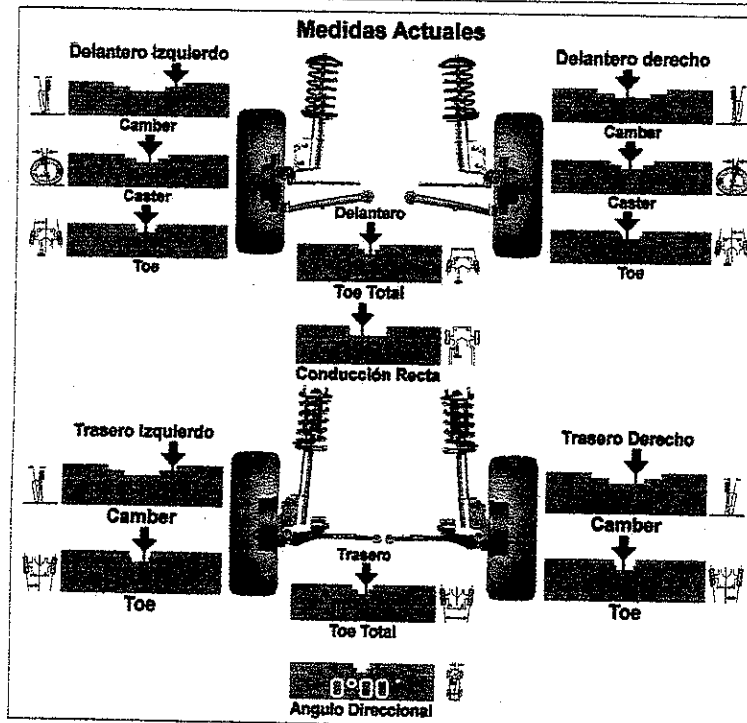 Medidas Actuales
Delantero Izquierdo
Delantero derecho
Camber
Camber
Caster
Caster
Delantero
Toe
Toe
Toe Total
Conducción Recta
Trasero Izquierdo
Trasero Derecho
Camber
Camber
Trasero
Toe
Toe
Toe Total
0°00'
Angulo Direccional